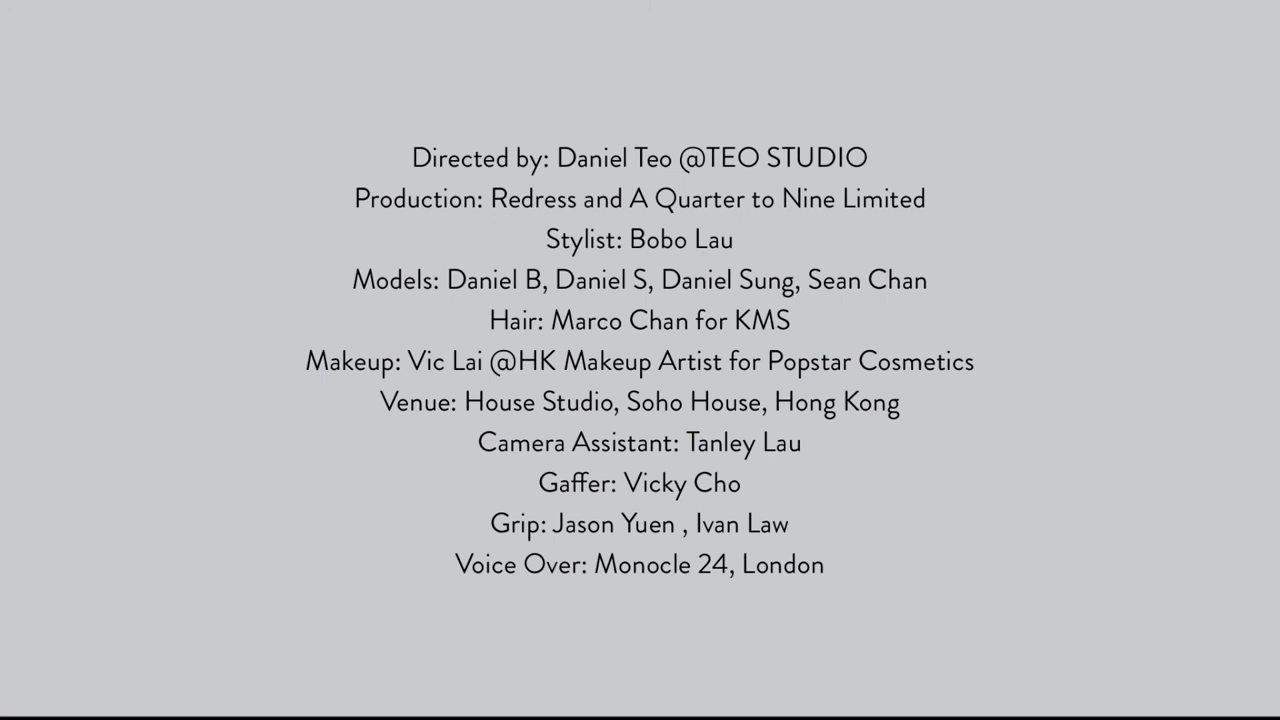 Directed by: Daniel Teo @TEO STUDIO
Production: Redress and A Quarter to Nine Limited
Stylist: Bobo Lau
Models: Daniel B, Daniel S, Daniel Sung, Sean Chan
Hair: Marco Chan for KMS
Makeup: Vic Lai @HK Makeup Artist for Popstar Cosmetics
Venue: House Studio, Soho House, Hong Kong
Camera Assistant: Tanley Lau
Gaffer: Vicky Cho
Grip: Jason Yuen , Ivan Law
Voice Over: Monocle 24, London